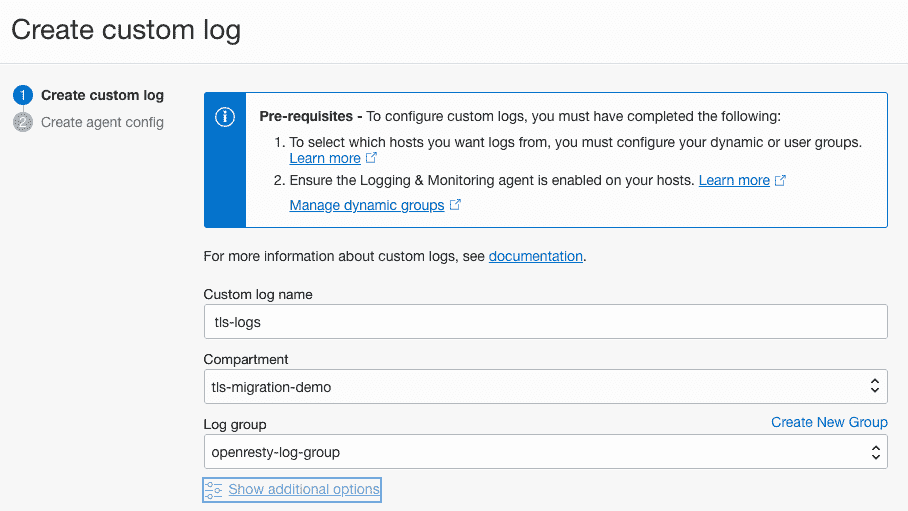 Create custom log
1 Create custom log
2 Create agent config
Pre-requisites - To configure custom logs, you must have completed the following:
1. To select which hosts you want logs from, you must configure your dynamic or user groups.
Learn more
2. Ensure the Logging & Monitoring agent is enabled on your hosts. Learn more
Manage dynamic groups
For more information about custom logs, see documentation.
Custom log name
tls-logs
Compartment
tls-migration-demo
Log group
Create New Group
openresty-log-group
Show additional options